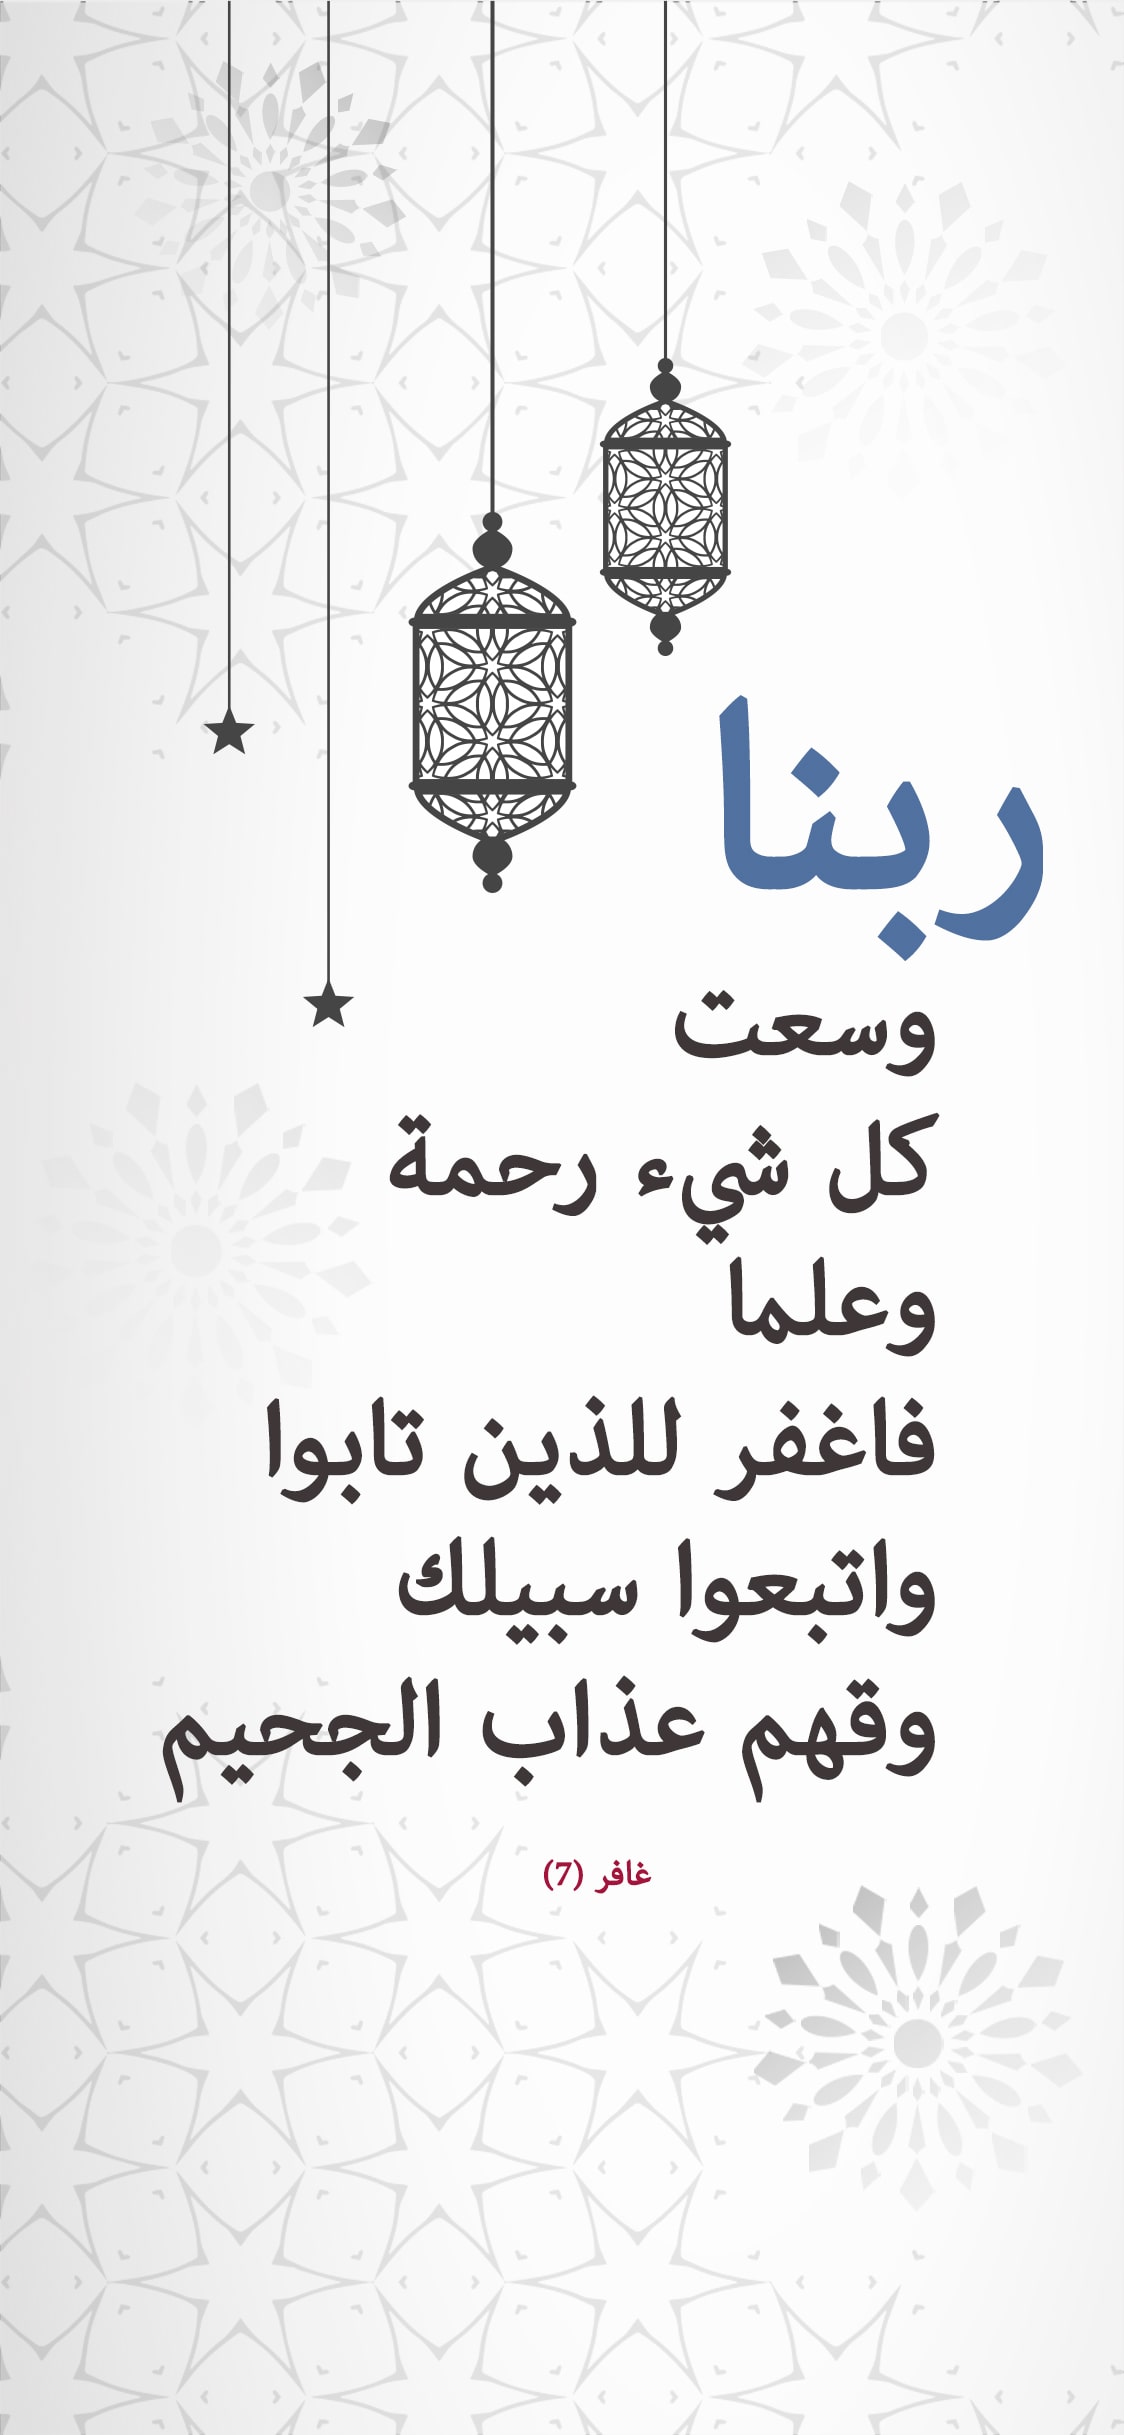 ربنا
وسعت
كل شيء رحمة
وعلما
فاغفر للذين تابوا
واتبعوا سبيلك
وقهم عذاب الجحيم
غافر (7)